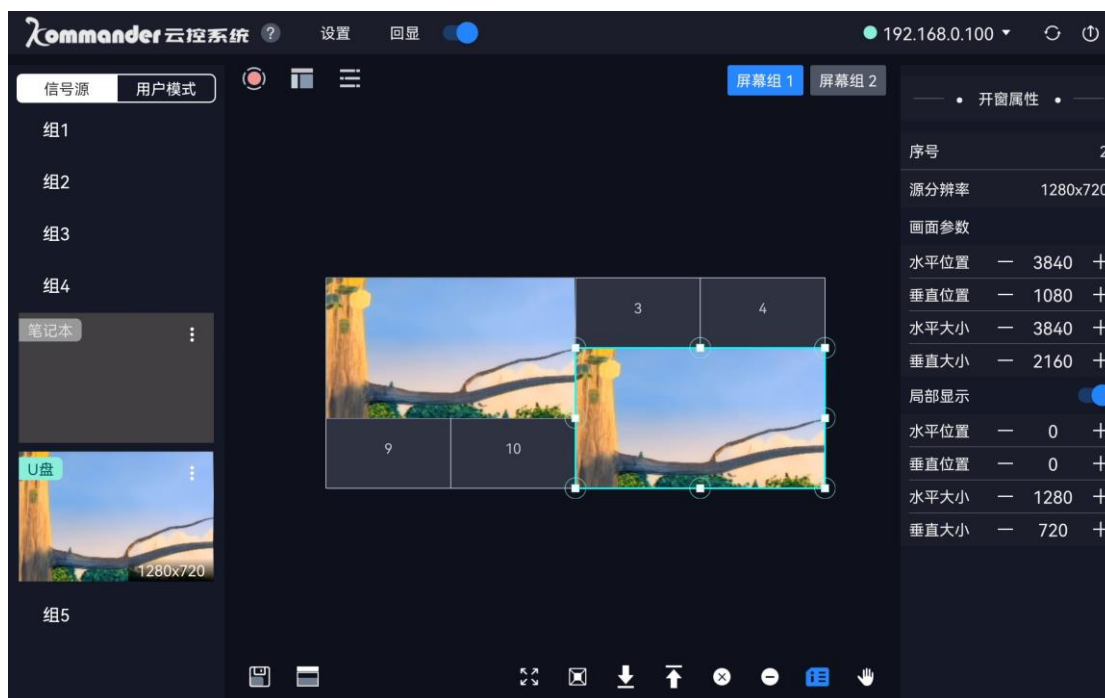 Kommander云控系统 ? 设置 回显 192.168.0.100
信号源 用户模式
组1
组2
组3
组4
笔记本
U盘
1280x720
组5
屏幕组 1 屏幕组 2
3 4
9 10
开窗属性
序号 2
源分辨率 1280x720
画面参数
水平位置 — 3840 +
垂直位置 — 1080 +
水平大小 — 3840 +
垂直大小 — 2160 +
局部显示
水平位置 — 0 +
垂直位置 — 0 +
水平大小 — 1280 +
垂直大小 — 720 +